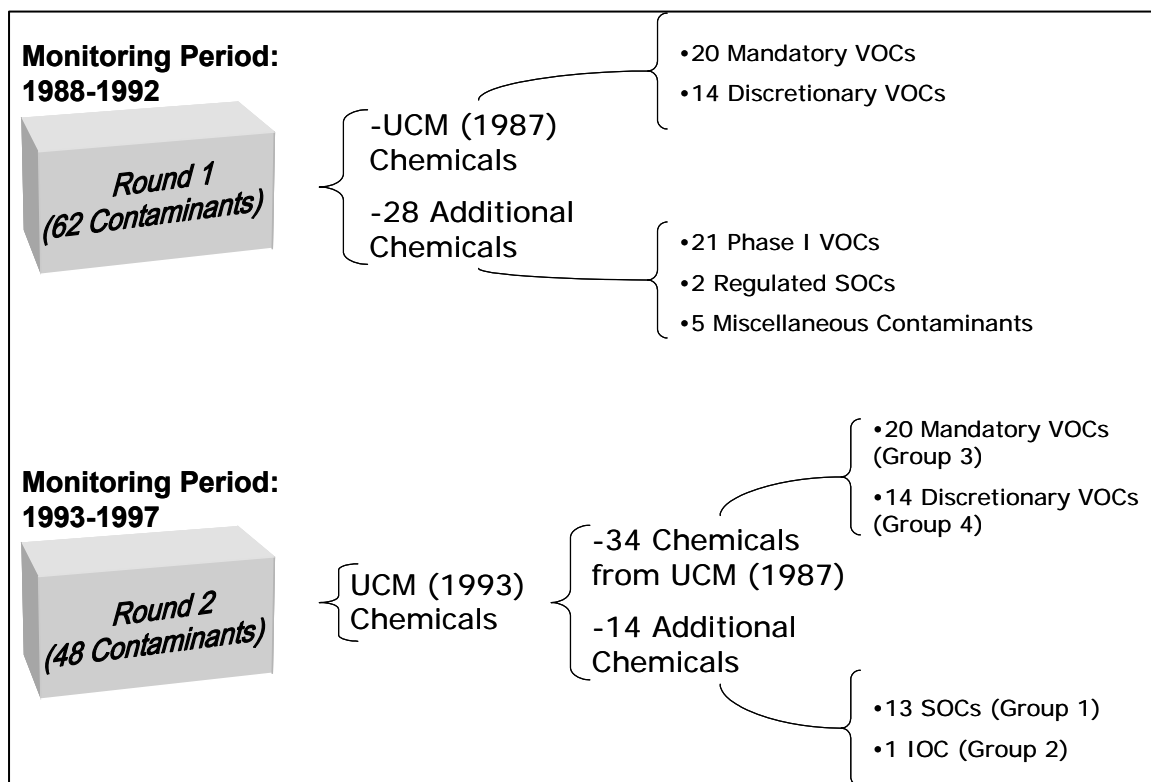 Monitoring Period:
1988-1992
Round 1
(62 Contaminants)
-UCM (1987)
Chemicals
-28 Additional
Chemicals
•20 Mandatory VOCs
•14 Discretionary VOCs
•21 Phase I VOCs
•2 Regulated SOCs
•5 Miscellaneous Contaminants
Monitoring Period:
1993-1997
Round 2
(48 Contaminants)
UCM (1993)
Chemicals
-34 Chemicals
from UCM (1987)
-14 Additional
Chemicals
•20 Mandatory VOCs
(Group 3)
•14 Discretionary VOCs
(Group 4)
•13 SOCs (Group 1)
•1 IOC (Group 2)